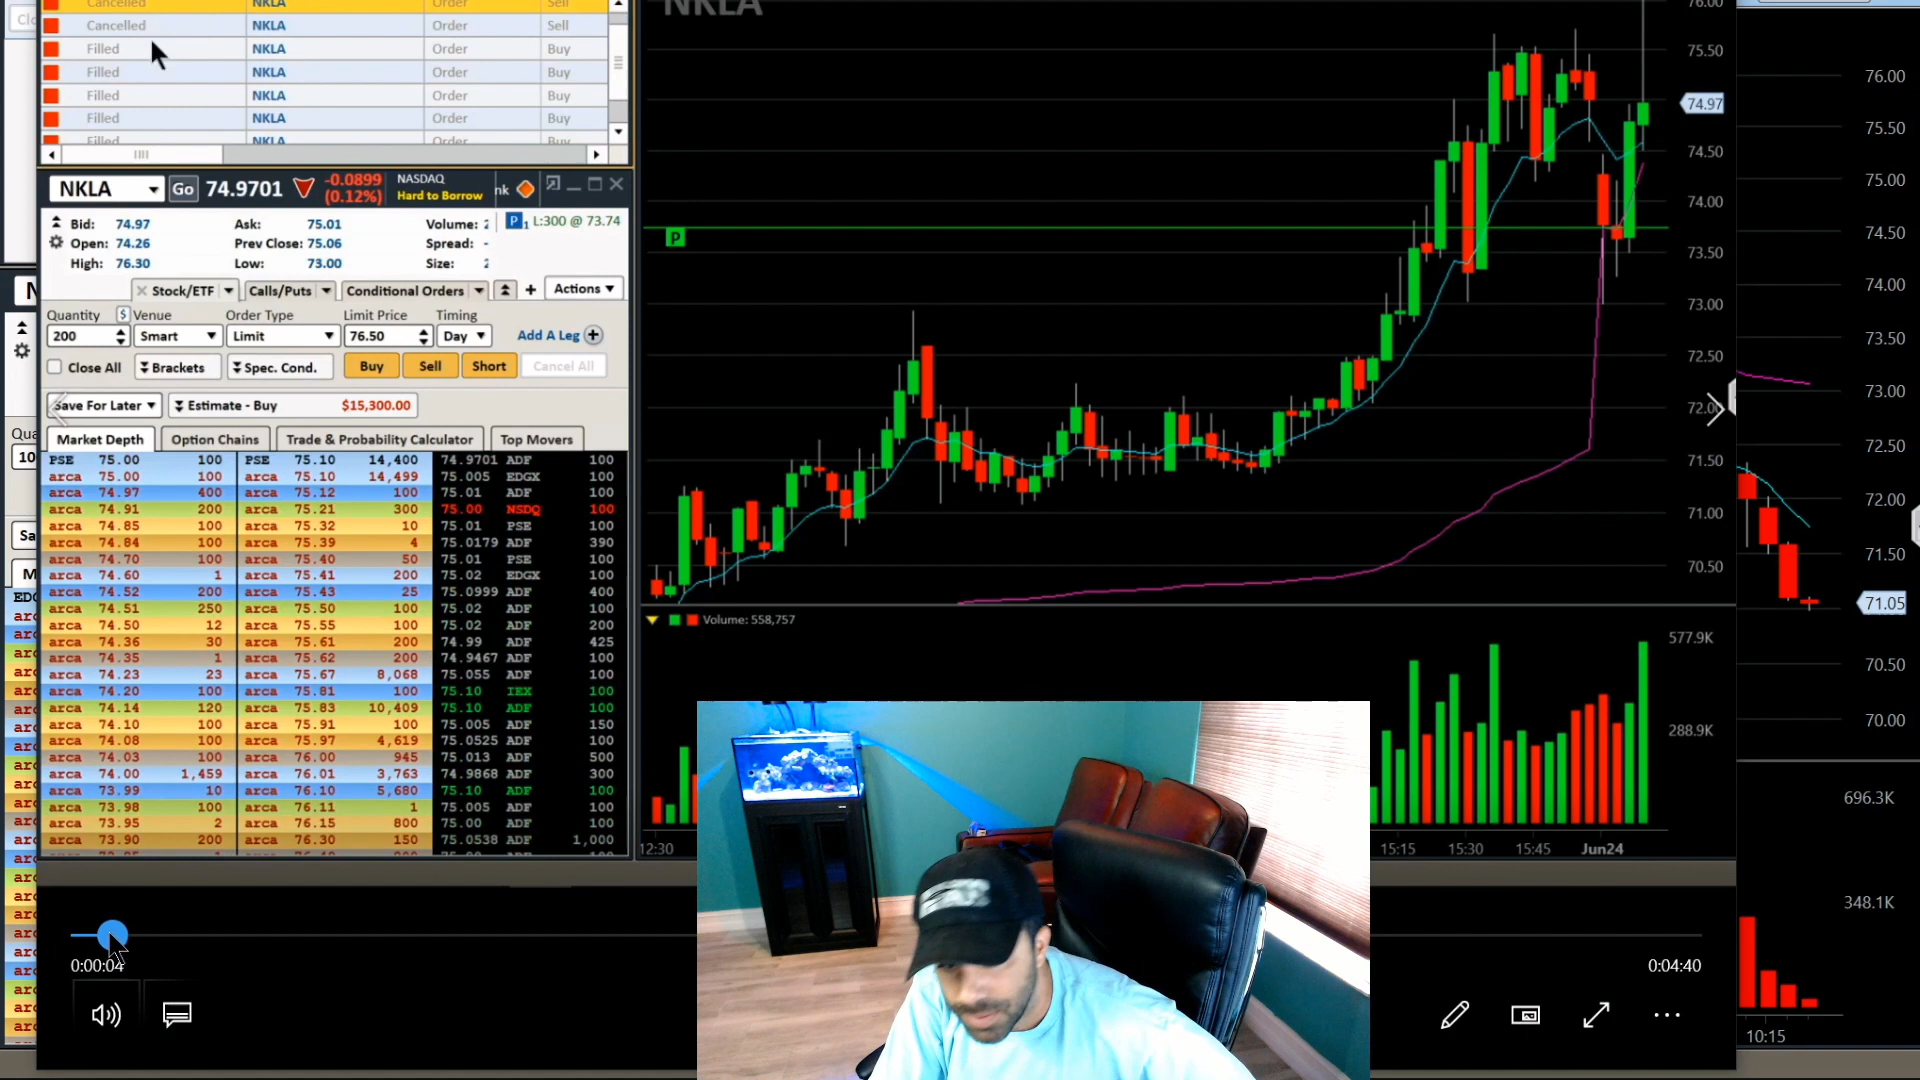 Cancelled NKLA Order Sell
Cancelled NKLA Order Sell
Filled NKLA Order Buy
Filled NKLA Order Buy
Filled NKLA Order Buy
Filled NKLA Order Buy
Filled NKLA Order Buy
NKLA Go 74.9701 -0.0899 (0.12%) NASDAQ Hard to Borrow nk
Bid: 74.97 Ask: 75.01 Volume: P 1 L:300 @ 73.74
Open: 74.26 Prev Close: 75.06 Spread: -
High: 76.30 Low: 73.00 Size:
Stock/ETF Calls/Puts Conditional Orders + Actions
Quantity $ Venue Order Type Limit Price Timing
200 Smart Limit 76.50 Day Add A Leg
Close All Brackets Spec. Cond. Buy Sell Short Cancel All
Save For Later Estimate - Buy $15,300.00
Market Depth Option Chains Trade & Probability Calculator Top Movers
PSE 75.00 100 PSE 75.10 14,400 74.9701 ADF 100
arca 75.00 100 arca 75.10 14,499 75.005 EDGX 100
arca 74.97 400 arca 75.12 100 75.01 ADF 100
arca 74.91 200 arca 75.21 300 75.00 NSDQ 100
arca 74.85 100 arca 75.32 10 75.01 PSE 100
arca 74.84 100 arca 75.39 4 75.0179 ADF 390
arca 74.70 100 arca 75.40 50 75.01 PSE 100
arca 74.60 1 arca 75.41 200 75.02 EDGX 100
arca 74.52 200 arca 75.43 25 75.0999 ADF 400
arca 74.51 250 arca 75.50 100 75.02 ADF 100
arca 74.50 12 arca 75.55 100 75.02 ADF 200
arca 74.36 30 arca 75.61 200 74.99 ADF 425
arca 74.35 1 arca 75.62 200 74.9467 ADF 100
arca 74.23 23 arca 75.67 8,068 75.055 ADF 100
arca 74.20 100 arca 75.81 100 75.10 IEX 100
arca 74.14 120 arca 75.83 10,409 75.10 ADF 100
arca 74.10 100 arca 75.91 100 75.005 ADF 150
arca 74.08 100 arca 75.97 4,619 75.0525 ADF 100
arca 74.03 100 arca 76.00 945 75.013 ADF 500
arca 74.00 1,459 arca 76.01 3,763 74.9868 ADF 300
arca 73.99 10 arca 76.10 5,680 75.10 ADF 100
arca 73.98 100 arca 76.11 1 75.005 ADF 100
arca 73.95 2 arca 76.15 800 75.00 ADF 100
arca 73.90 200 arca 76.30 150 75.0538 ADF 1,000
NKLA
P
76.00
75.50
74.97
74.50
74.00
73.50
73.00
72.50
72.0
71.50
71.00
70.50
Volume: 558,757
577.9K
288.9K
12:30 15:15 15:30 15:45 Jun24
76.00
75.50
75.00
74.50
74.00
73.50
73.00
72.50
72.00
71.50
71.05
70.50
70.00
696.3K
348.1K
10:15
0:00:04
0:04:40